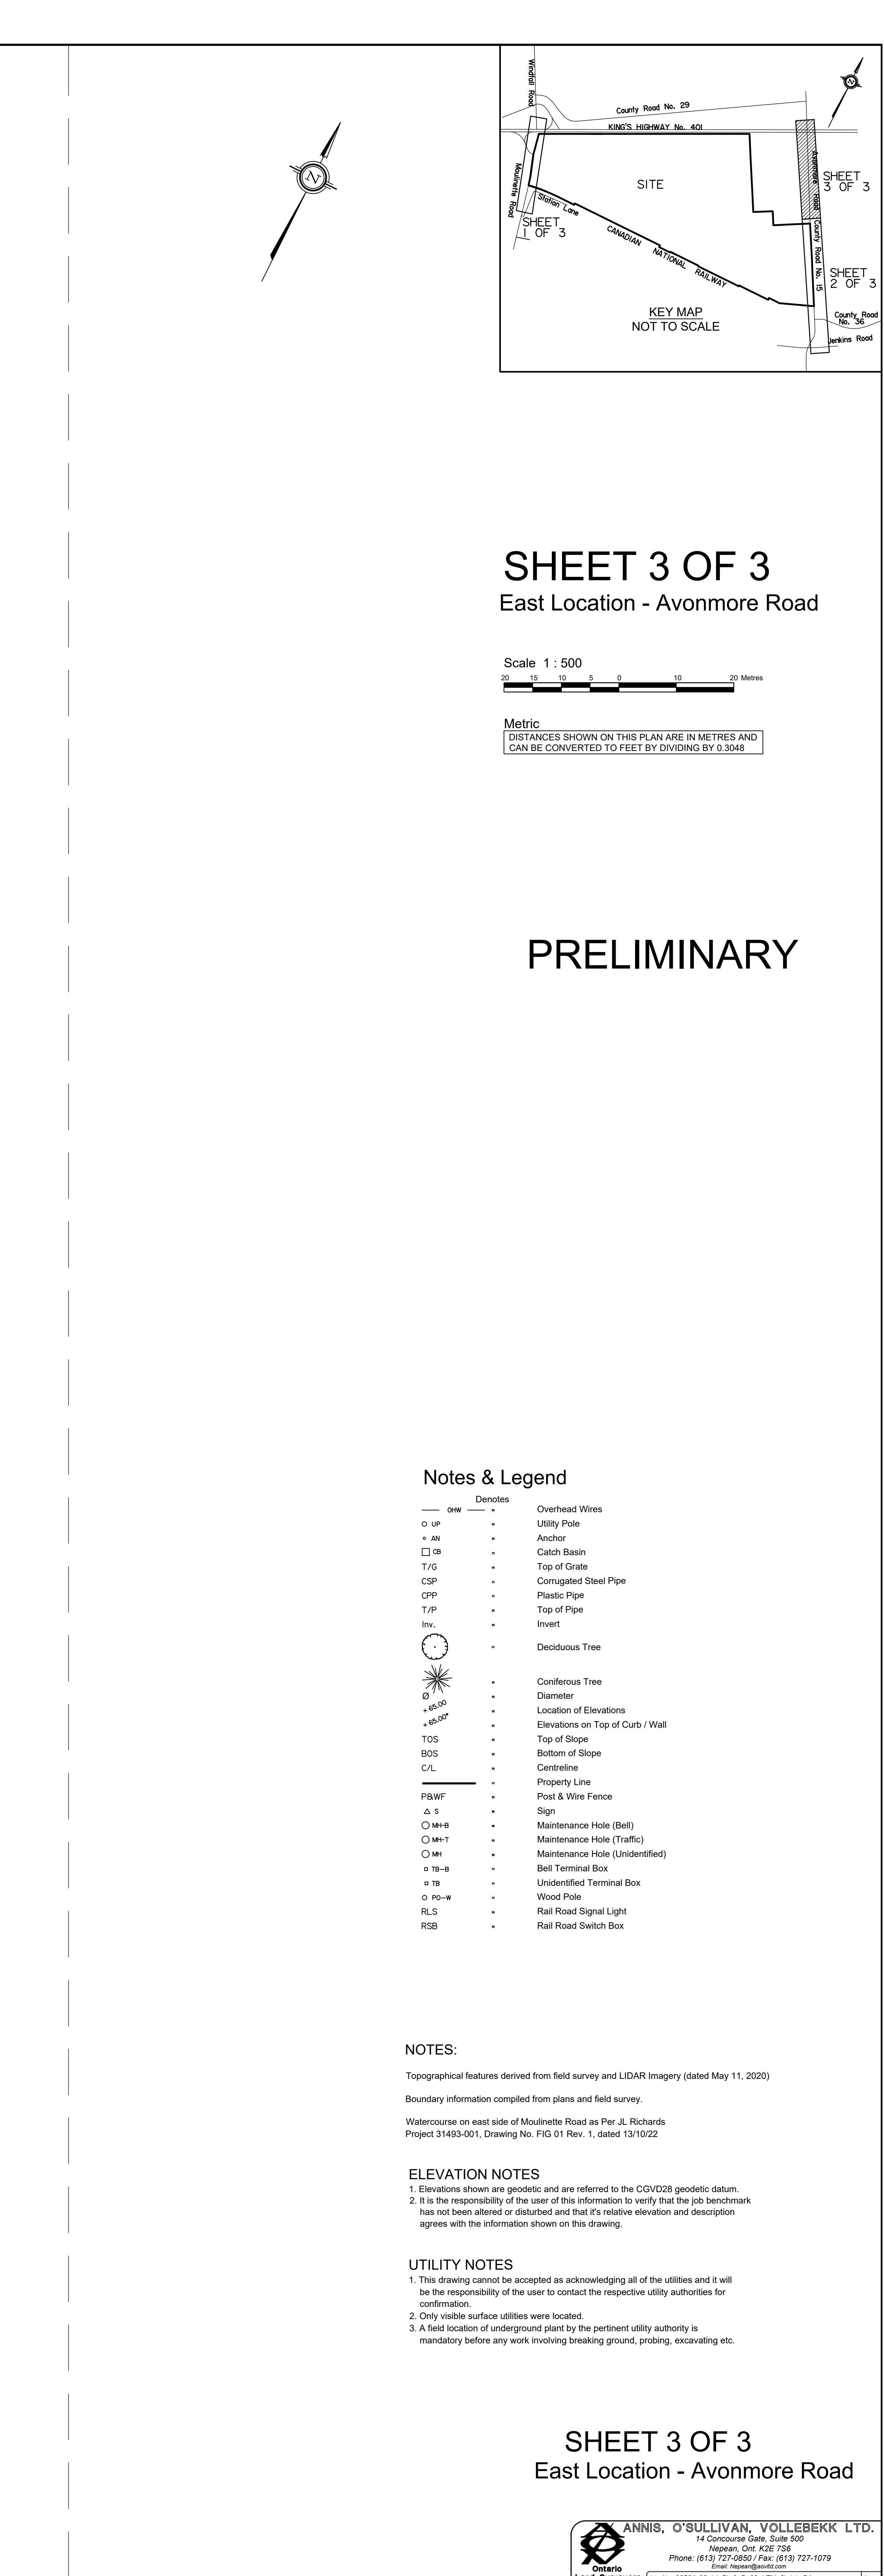 Windfall Road
County Road No. 29
KING'S HIGHWAY No. 401
N
Avonmore Road
SHEET
3 OF 3
SITE
Moulinette Road
Station Lane
SHEET
1 OF 3
CANADIAN NATIONAL RAILWAY
County Road No. 15
SHEET
2 OF 3
KEY MAP
NOT TO SCALE
County Road
No. 36
Jenkins Road
N
SHEET 3 OF 3
East Location - Avonmore Road
Scale 1 : 500
20 15 10 5 0 10 20 Metres
Metric
DISTANCES SHOWN ON THIS PLAN ARE IN METRES AND
CAN BE CONVERTED TO FEET BY DIVIDING BY 0.3048
PRELIMINARY
Notes & Legend
Denotes
OHW " Overhead Wires
UP " Utility Pole
AN " Anchor
CB " Catch Basin
T/G " Top of Grate
CSP " Corrugated Steel Pipe
CPP " Plastic Pipe
T/P " Top of Pipe
Inv. " Invert
" Deciduous Tree
" Coniferous Tree
Ø " Diameter
+ 65.00 " Location of Elevations
+ 65.00* " Elevations on Top of Curb / Wall
TOS " Top of Slope
BOS " Bottom of Slope
C/L " Centreline
" Property Line
P&WF " Post & Wire Fence
S " Sign
MH-B " Maintenance Hole (Bell)
MH-T " Maintenance Hole (Traffic)
MH " Maintenance Hole (Unidentified)
TB-B " Bell Terminal Box
TB " Unidentified Terminal Box
PO-W " Wood Pole
RLS " Rail Road Signal Light
RSB " Rail Road Switch Box
NOTES:
Topographical features derived from field survey and LIDAR Imagery (dated May 11, 2020)
Boundary information compiled from plans and field survey.
Watercourse on east side of Moulinette Road as Per JL Richards
Project 31493-001, Drawing No. FIG 01 Rev. 1, dated 13/10/22
ELEVATION NOTES
1. Elevations shown are geodetic and are referred to the CGVD28 geodetic datum.
2. It is the responsibility of the user of this information to verify that the job benchmark
has not been altered or disturbed and that it's relative elevation and description
agrees with the information shown on this drawing.
UTILITY NOTES
1. This drawing cannot be accepted as acknowledging all of the utilities and it will
be the responsibility of the user to contact the respective utility authorities for
confirmation.
2. Only visible surface utilities were located.
3. A field location of underground plant by the pertinent utility authority is
mandatory before any work involving breaking ground, probing, excavating etc.
SHEET 3 OF 3
East Location - Avonmore Road
ANNIS, O'SULLIVAN, VOLLEBEKK LTD.
14 Concourse Gate, Suite 500
Nepean, Ont. K2E 7S6
Phone: (613) 727-0850 / Fax: (613) 727-1079
Email: Nepean@aovltd.com
Ontario